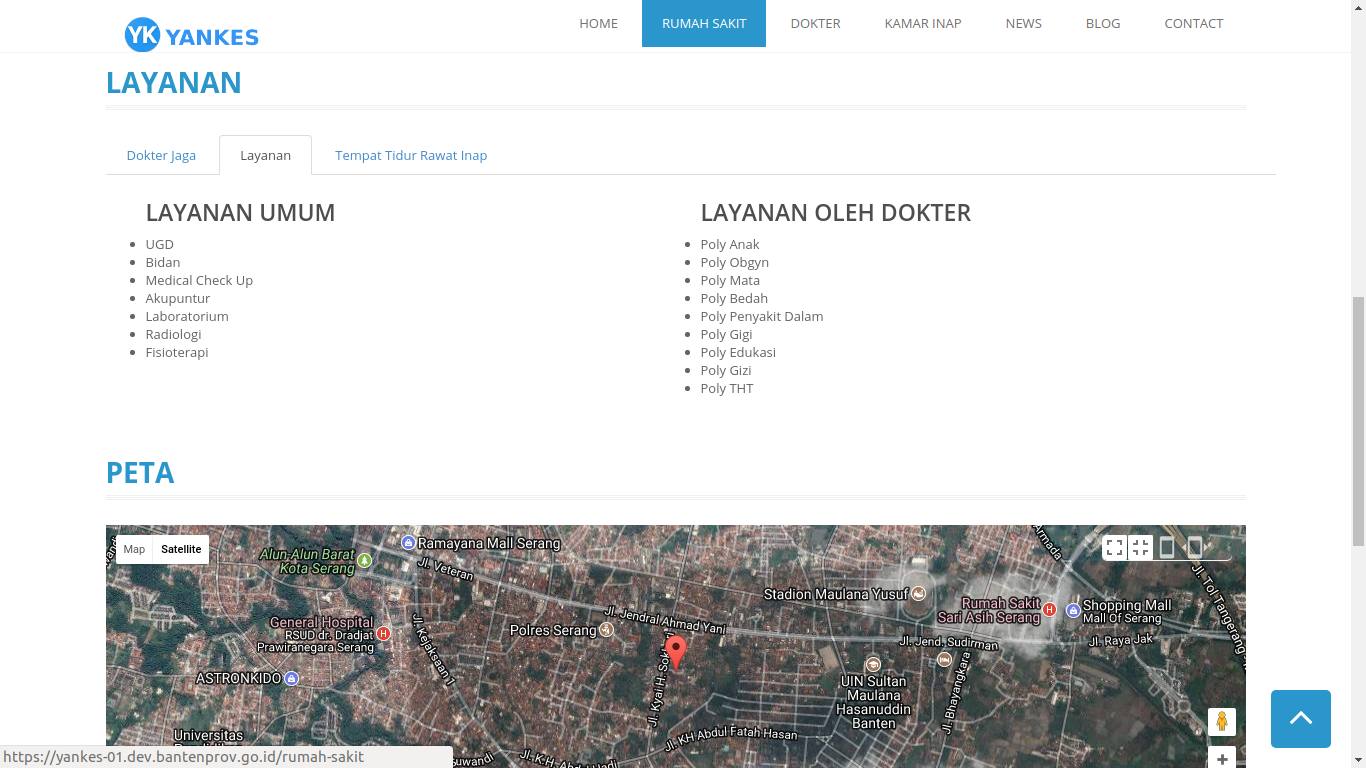 YK YANKES
HOME RUMAH SAKIT DOKTER KAMAR INAP NEWS BLOG CONTACT
LAYANAN
Dokter Jaga Layanan Tempat Tidur Rawat Inap
LAYANAN UMUM
UGD
Bidan
Medical Check Up
Akupuntur
Laboratorium
Radiologi
Fisioterapi
LAYANAN OLEH DOKTER
Poly Anak
Poly Obgyn
Poly Mata
Poly Bedah
Poly Penyakit Dalam
Poly Gigi
Poly Edukasi
Poly Gizi
Poly THT
PETA
Map Satellite
Ramayana Mall Serang
Alun-Alun Barat
Kota Serang
Jl. Veteran
Armada
Jl. Tol Tangerang -
Stadion Maulana Yusuf
Rumah Sakit
Sari Asih Serang
Shopping Mall
Mall Of Serang
General Hospital
RSUD dr. Dradjat
Prawiranegara Serang
Jl. Kejaksaan 1
Polres Serang
Jl. Jendral Ahmad Yani
Jl. Jend. Sudirman
Jl. Raya Jak
ASTRONKIDO
Jl. Kyai H. Sok
UIN Sultan
Maulana
Hasanuddin
Banten
Jl. Bhayangkara
Universitas
Jl. KH Abdul Fatah Hasan
uwandi
https://yankes-01.dev.bantenprov.go.id/rumah-sakit